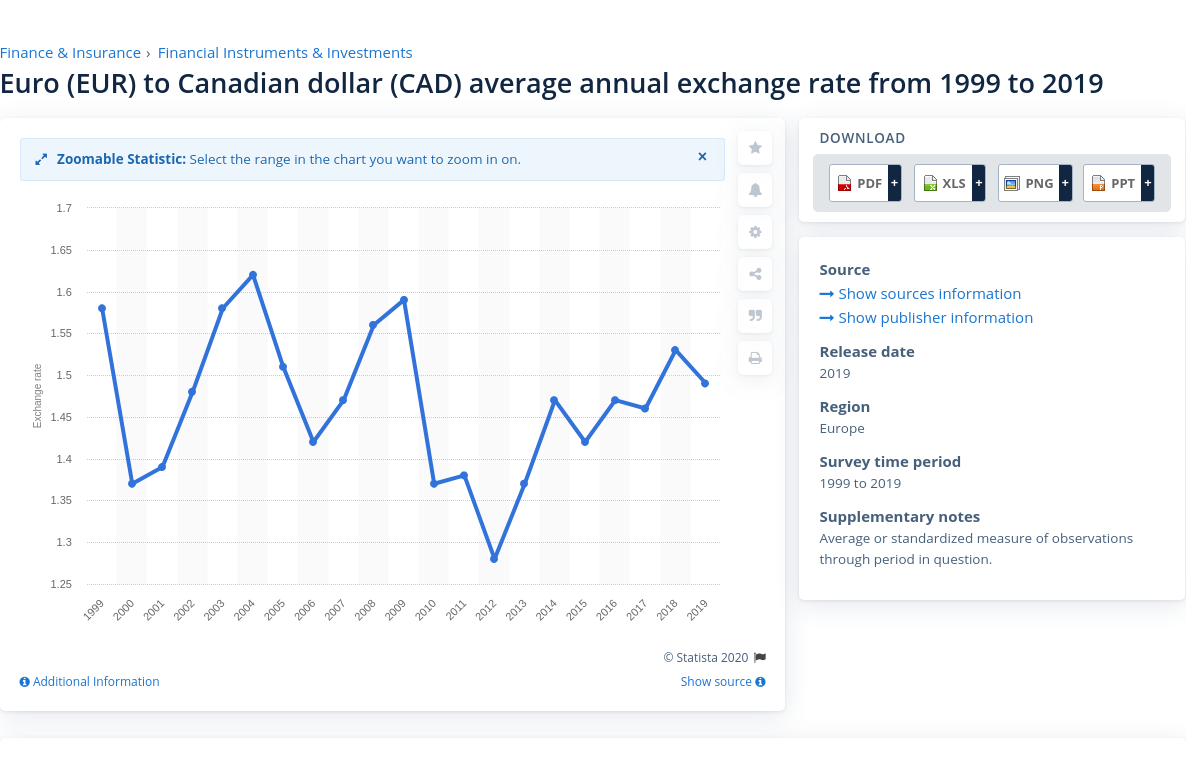 Finance & Insurance › Financial Instruments & Investments
Euro (EUR) to Canadian dollar (CAD) average annual exchange rate from 1999 to 2019
Zoomable Statistic: Select the range in the chart you want to zoom in on.
×
1.7
1.65
1.6
1.55
1.5
1.45
1.4
1.35
1.3
1.25
Exchange rate
1999 2000 2001 2002 2003 2004 2005 2006 2007 2008 2009 2010 2011 2012 2013 2014 2015 2016 2017 2018 2019
© Statista 2020
Additional Information
Show source
DOWNLOAD
PDF + XLS + PNG + PPT +
Source
Show sources information
Show publisher information
Release date
2019
Region
Europe
Survey time period
1999 to 2019
Supplementary notes
Average or standardized measure of observations
through period in question.